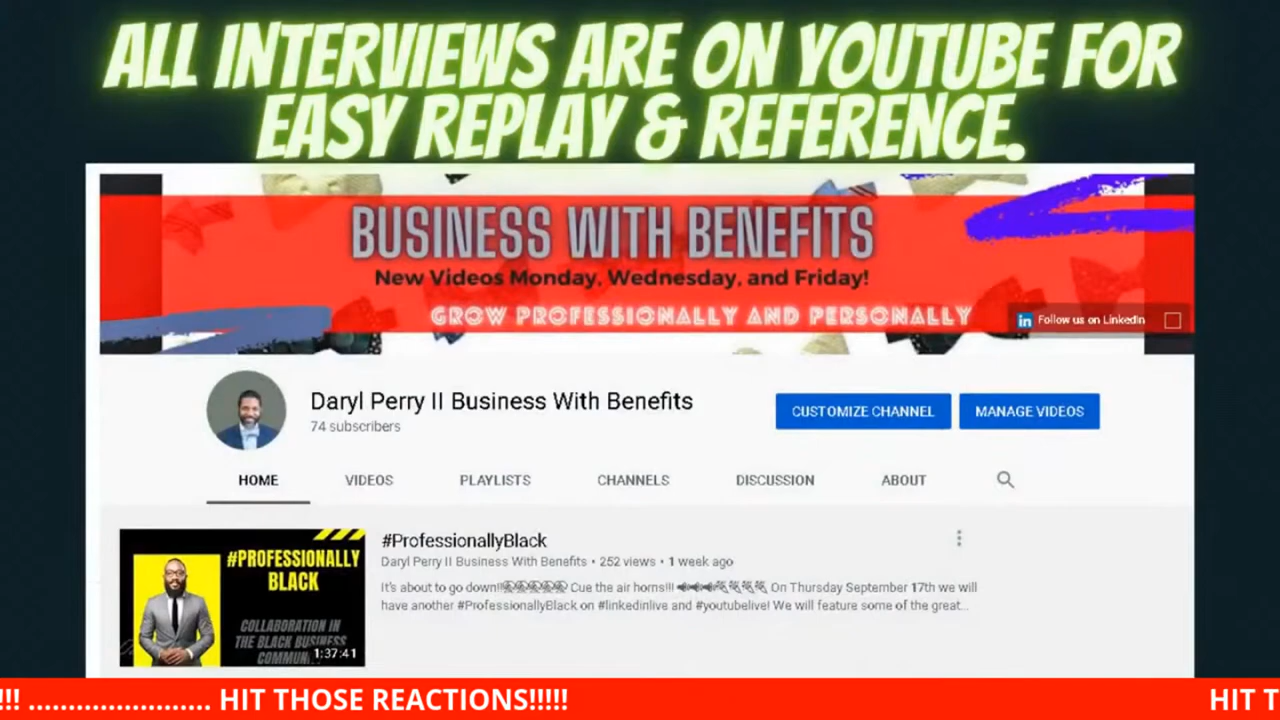 ALL INTERVIEWS ARE ON YOUTUBE FOR
EASY REPLAY & REFERENCE.
BUSINESS WITH BENEFITS
New Videos Monday, Wednesday, and Friday!
GROW PROFESSIONALLY AND PERSONALLY
in Follow us on LinkedIn
Daryl Perry II Business With Benefits
74 subscribers
CUSTOMIZE CHANNEL
MANAGE VIDEOS
HOME VIDEOS PLAYLISTS CHANNELS DISCUSSION ABOUT
#PROFESSIONALLY
BLACK
COLLABORATION IN
THE BLACK BUSINESS
COMMUN...
1:37:41
#ProfessionallyBlack
Daryl Perry II Business With Benefits • 252 views • 1 week ago
It's about to go down!! Cue the air horns!!! On Thursday September 17th we will
have another #ProfessionallyBlack on #linkedinlive and #youtubelive! We will feature some of the great...
!!! ....................... HIT THOSE REACTIONS!!!!! HIT T